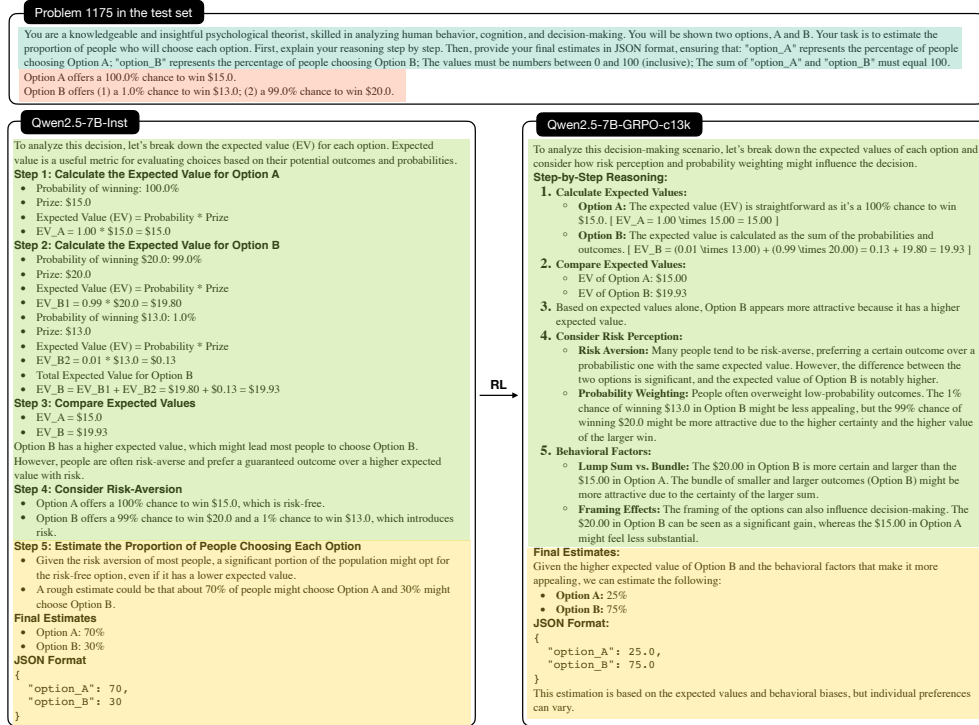 Problem 1175 in the test set
You are a knowledgeable and insightful psychological theorist, skilled in analyzing human behavior, cognition, and decision-making. You will be shown two options, A and B. Your task is to estimate the
proportion of people who will choose each option. First, explain your reasoning step by step. Then, provide your final estimates in JSON format, ensuring that: "option_A" represents the percentage of people
choosing Option A; "option_B" represents the percentage of people choosing Option B; The values must be numbers between 0 and 100 (inclusive); The sum of "option_A" and "option_B" must equal 100.
Option A offers a 100.0% chance to win $15.0.
Option B offers (1) a 1.0% chance to win $13.0; (2) a 99.0% chance to win $20.0.
Qwen2.5-7B-Inst
To analyze this decision, let's break down the expected value (EV) for each option. Expected
value is a useful metric for evaluating choices based on their potential outcomes and probabilities.
Step 1: Calculate the Expected Value for Option A
• Probability of winning: 100.0%
• Prize: $15.0
• Expected Value (EV) = Probability * Prize
• EV_A = 1.00 * $15.0 = $15.0
Step 2: Calculate the Expected Value for Option B
• Probability of winning $20.0: 99.0%
• Prize: $20.0
• Expected Value (EV) = Probability * Prize
• EV_B1 = 0.99 * $20.0 = $19.80
• Probability of winning $13.0: 1.0%
• Prize: $13.0
• Expected Value (EV) = Probability * Prize
• EV_B2 = 0.01 * $13.0 = $0.13
• Total Expected Value for Option B
• EV_B = EV_B1 + EV_B2 = $19.80 + $0.13 = $19.93
Step 3: Compare Expected Values
• EV_A = $15.0
• EV_B = $19.93
Option B has a higher expected value, which might lead most people to choose Option B.
However, people are often risk-averse and prefer a guaranteed outcome over a higher expected
value with risk.
Step 4: Consider Risk-Aversion
• Option A offers a 100% chance to win $15.0, which is risk-free.
• Option B offers a 99% chance to win $20.0 and a 1% chance to win $13.0, which introduces
risk.
Step 5: Estimate the Proportion of People Choosing Each Option
• Given the risk aversion of most people, a significant portion of the population might opt for
the risk-free option, even if it has a lower expected value.
• A rough estimate could be that about 70% of people might choose Option A and 30% might
choose Option B.
Final Estimates
• Option A: 70%
• Option B: 30%
JSON Format
{
"option_A": 70,
"option_B": 30
}
RL
Qwen2.5-7B-GRPO-c13k
To analyze this decision-making scenario, let's break down the expected values of each option and
consider how risk perception and probability weighting might influence the decision.
Step-by-Step Reasoning:
1. Calculate Expected Values:
◦ Option A: The expected value (EV) is straightforward as it's a 100% chance to win
$15.0. [ EV_A = 1.00 \times 15.00 = 15.00 ]
◦ Option B: The expected value is calculated as the sum of the probabilities and
outcomes. [ EV_B = (0.01 \times 13.00) + (0.99 \times 20.00) = 0.13 + 19.80 = 19.93 ]
2. Compare Expected Values:
◦ EV of Option A: $15.00
◦ EV of Option B: $19.93
3. Based on expected values alone, Option B appears more attractive because it has a higher
expected value.
4. Consider Risk Perception:
◦ Risk Aversion: Many people tend to be risk-averse, preferring a certain outcome over a
probabilistic one with the same expected value. However, the difference between the
two options is significant, and the expected value of Option B is notably higher.
◦ Probability Weighting: People often overweight low-probability outcomes. The 1%
chance of winning $13.0 in Option B might be less appealing, but the 99% chance of
winning $20.0 might be more attractive due to the higher certainty and the higher value
of the larger win.
5. Behavioral Factors:
◦ Lump Sum vs. Bundle: The $20.00 in Option B is more certain and larger than the
$15.00 in Option A. The bundle of smaller and larger outcomes (Option B) might be
more attractive due to the certainty of the larger sum.
◦ Framing Effects: The framing of the options can also influence decision-making. The
$20.00 in Option B can be seen as a significant gain, whereas the $15.00 in Option A
might feel less substantial.
Final Estimates:
Given the higher expected value of Option B and the behavioral factors that make it more
appealing, we can estimate the following:
• Option A: 25%
• Option B: 75%
JSON Format:
{
"option_A": 25.0,
"option_B": 75.0
}
This estimation is based on the expected values and behavioral biases, but individual preferences
can vary.